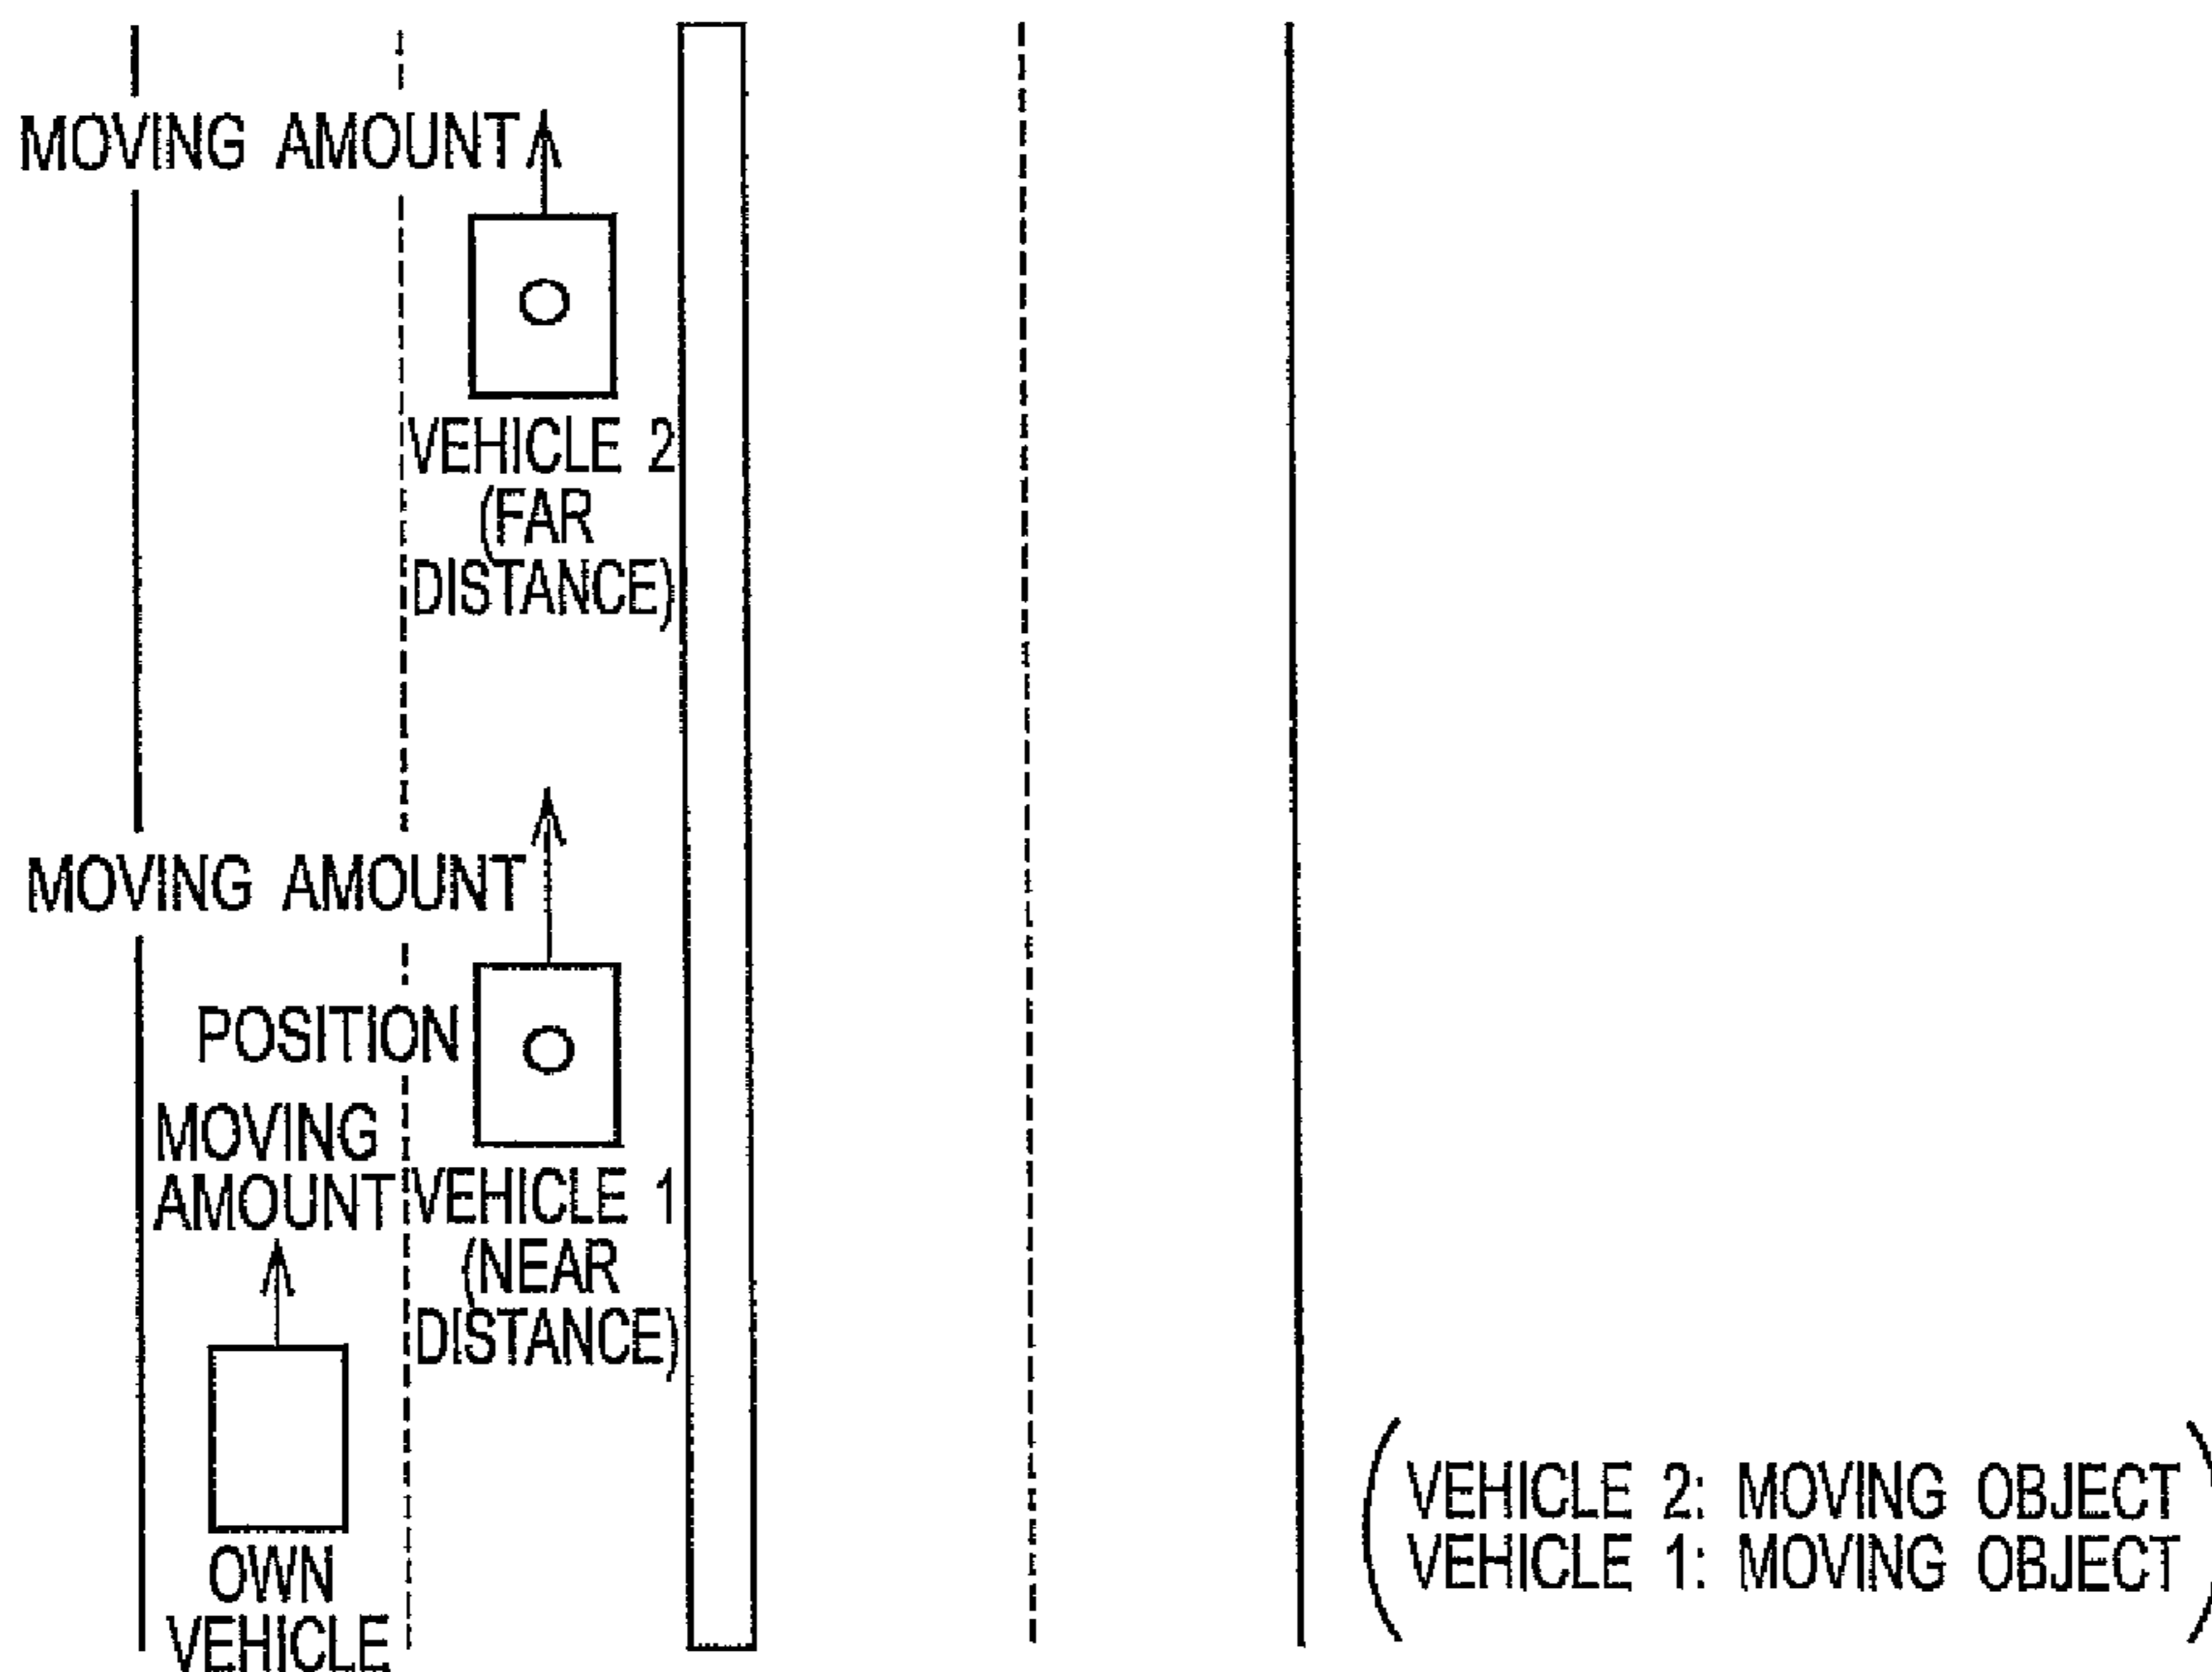 MOVING AMOUNT
VEHICLE 2
(FAR
DISTANCE)
MOVING AMOUNT
POSITION
MOVING
AMOUNT
VEHICLE 1
(NEAR
DISTANCE)
OWN
VEHICLE
VEHICLE 2: MOVING OBJECT
VEHICLE 1: MOVING OBJECT